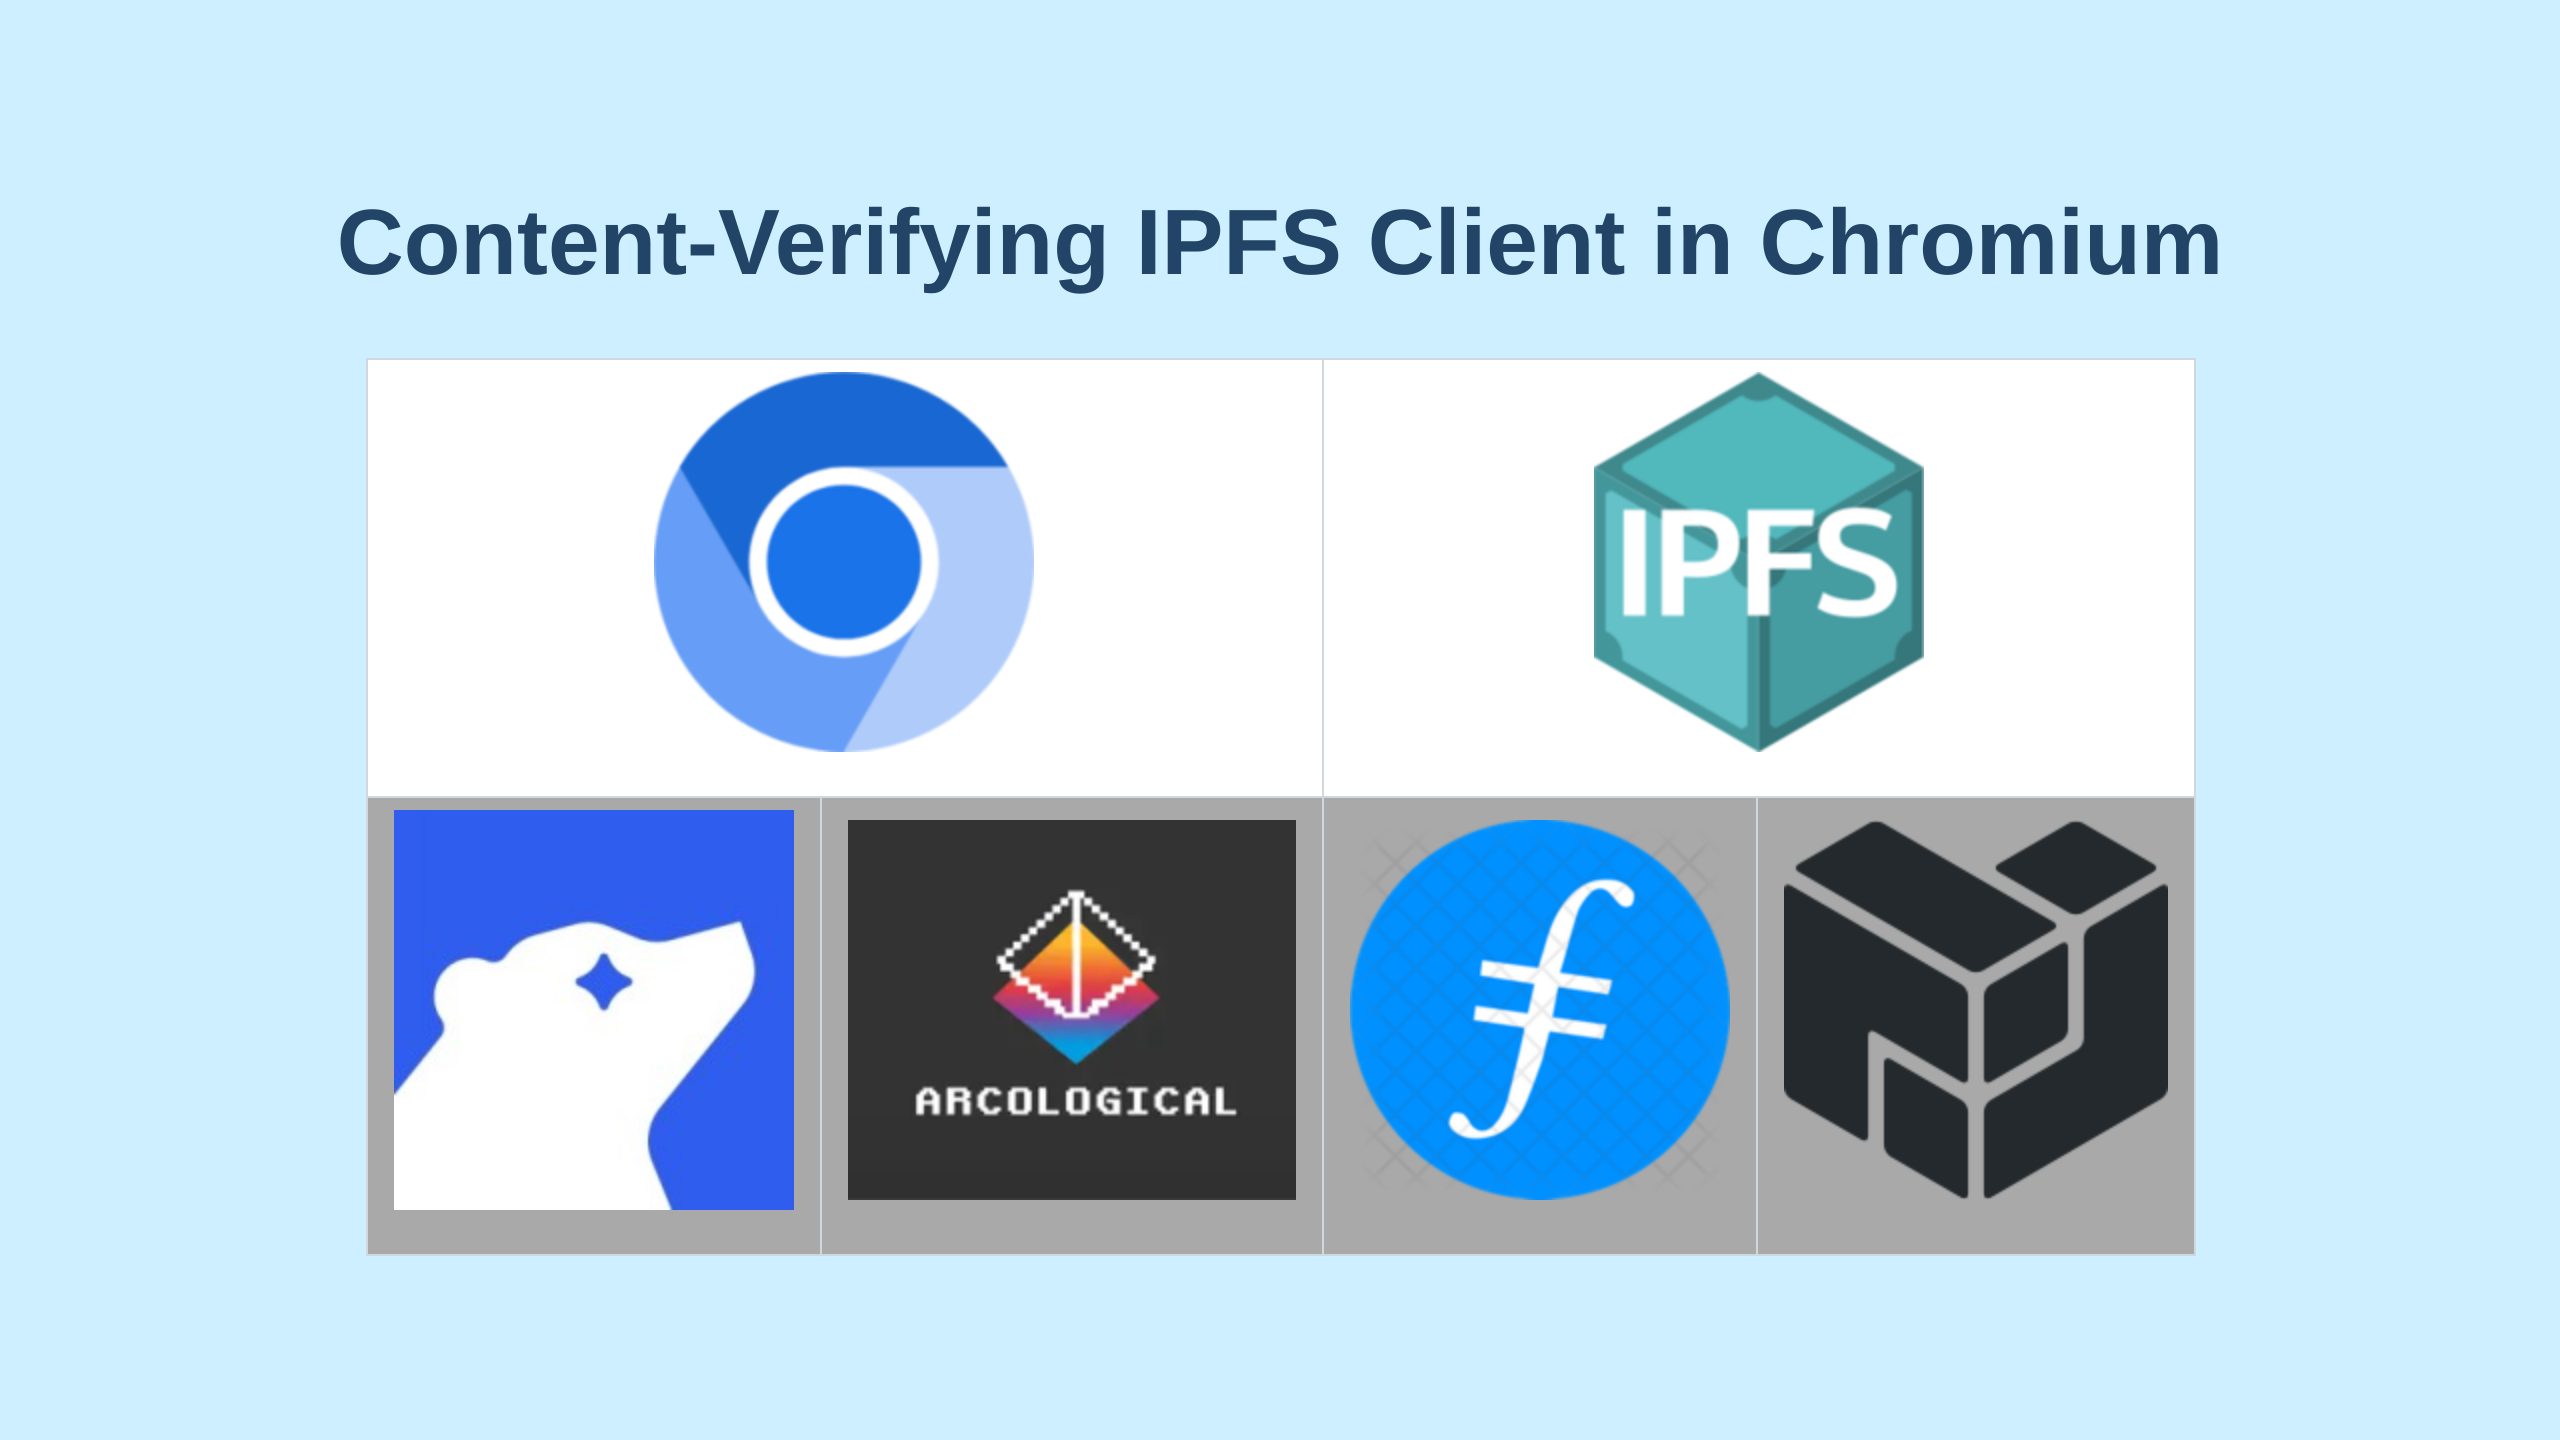 Content-Verifying IPFS Client in Chromium
IPFS
ARCOLOGICAL